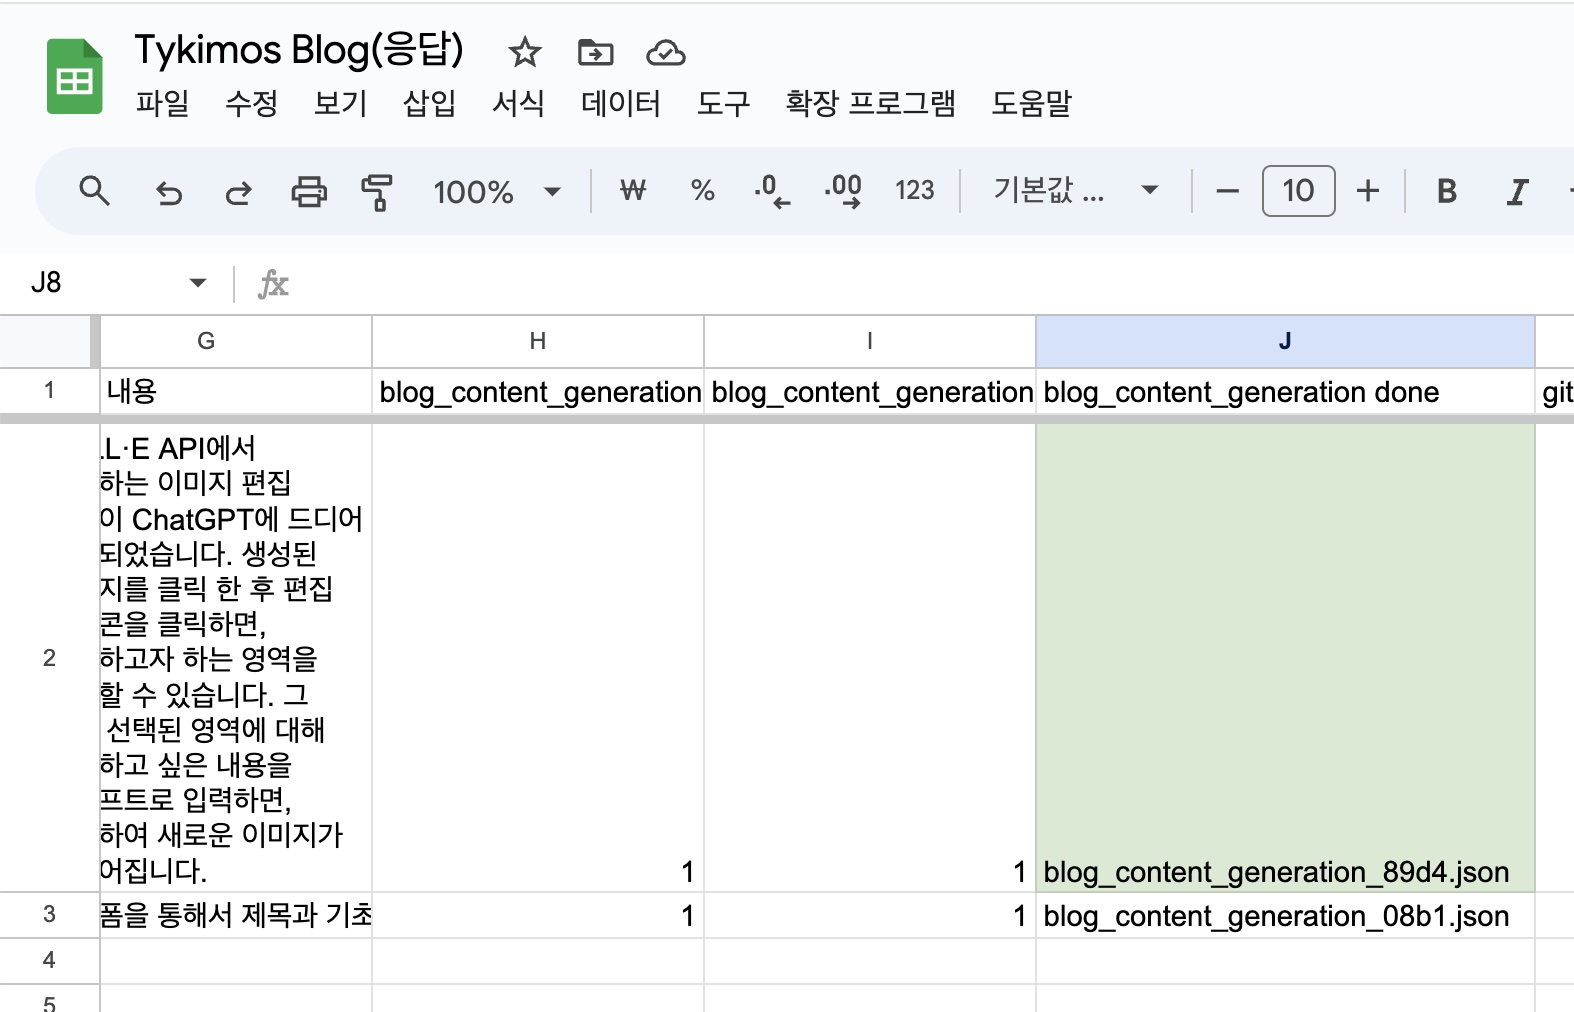 Tykimos Blog(응답)
파일 수정 보기 삽입 서식 데이터 도구 확장 프로그램 도움말
100% ₩ % .0 .00 123 기본값 ... 10 B I
J8 fx
G H I J
1 내용 blog_content_generation blog_content_generation blog_content_generation done git
.L·E API에서
하는 이미지 편집
이 ChatGPT에 드디어
되었습니다. 생성된
지를 클릭 한 후 편집
콘을 클릭하면,
2 하고자 하는 영역을
할 수 있습니다. 그
선택된 영역에 대해
하고 싶은 내용을
프트로 입력하면,
하여 새로운 이미지가
어집니다. 1 1 blog_content_generation_89d4.json
3 폼을 통해서 제목과 기초 1 1 blog_content_generation_08b1.json
4
5